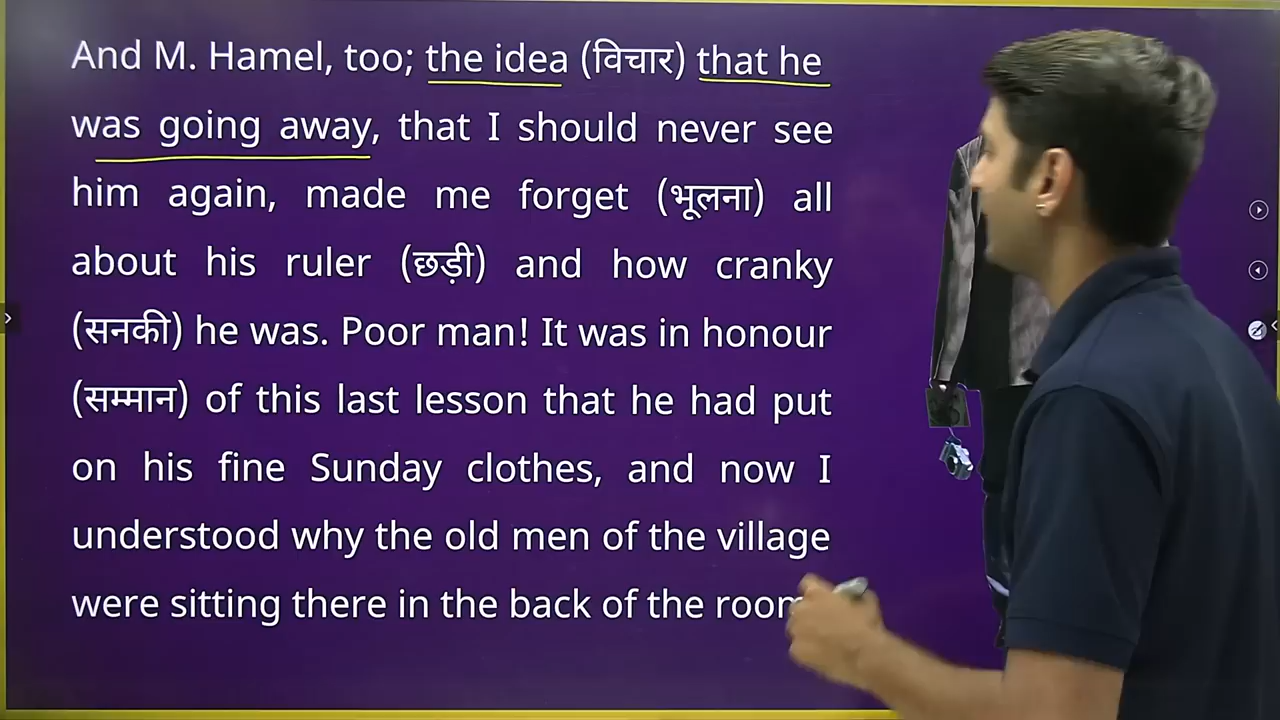 And M. Hamel, too; the idea (विचार) that he
was going away, that I should never see
him again, made me forget (भूलना) all
about his ruler (छड़ी) and how cranky
(सनकी) he was. Poor man! It was in honour
(सम्मान) of this last lesson that he had put
on his fine Sunday clothes, and now I
understood why the old men of the village
were sitting there in the back of the